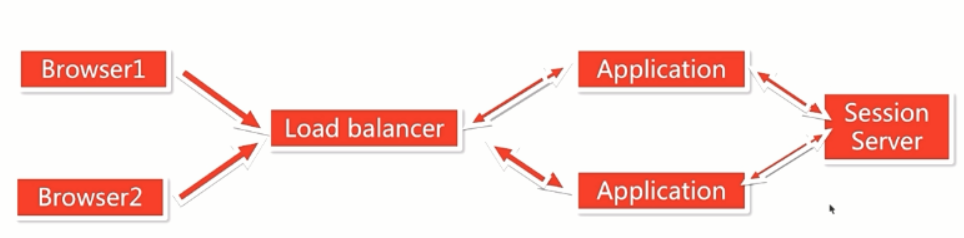 Browser1
Application
Session
Server
Load balancer
Browser2
Application